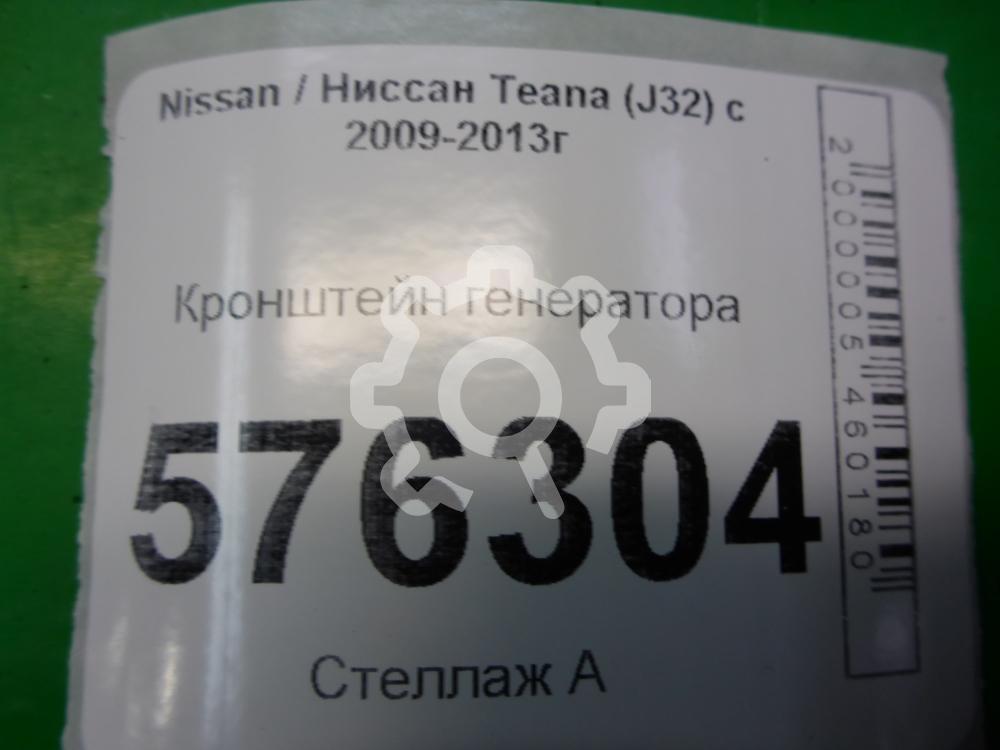 Nissan / Ниссан Teana (J32) с
2009-2013г
Кронштейн генератора
576304
Стеллаж А
2000005460180